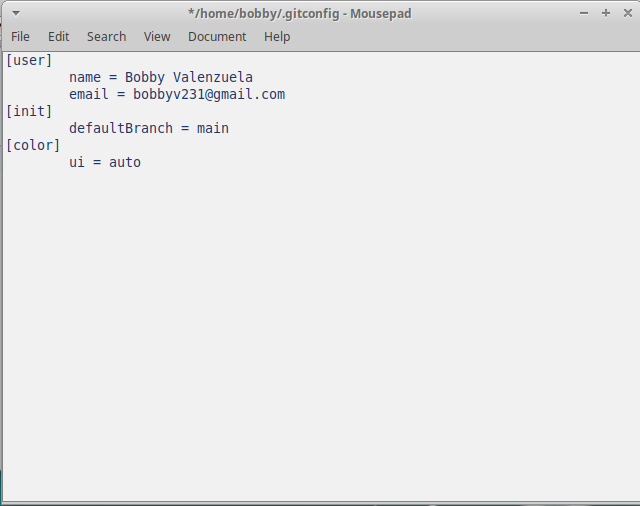 */home/bobby/.gitconfig - Mousepad
File Edit Search View Document Help
[user]
name = Bobby Valenzuela
email = bobbyv231@gmail.com
[init]
defaultBranch = main
[color]
ui = auto